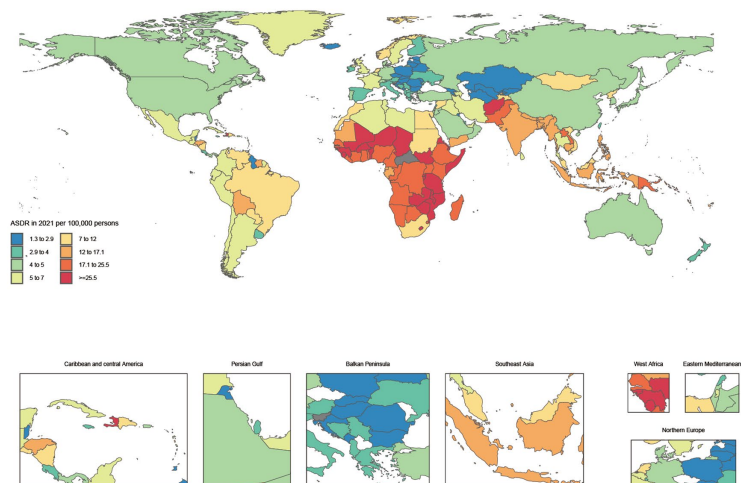 ASDR in 2021 per 100,000 persons
1.3 to 2.9
2.9 to 4
4 to 5
5 to 7
7 to 12
12 to 17.1
17.1 to 25.5
>=25.5
Caribbean and central America
Persian Gulf
Balkan Peninsula
Southeast Asia
West Africa
Eastern Mediterranean
Northern Europe